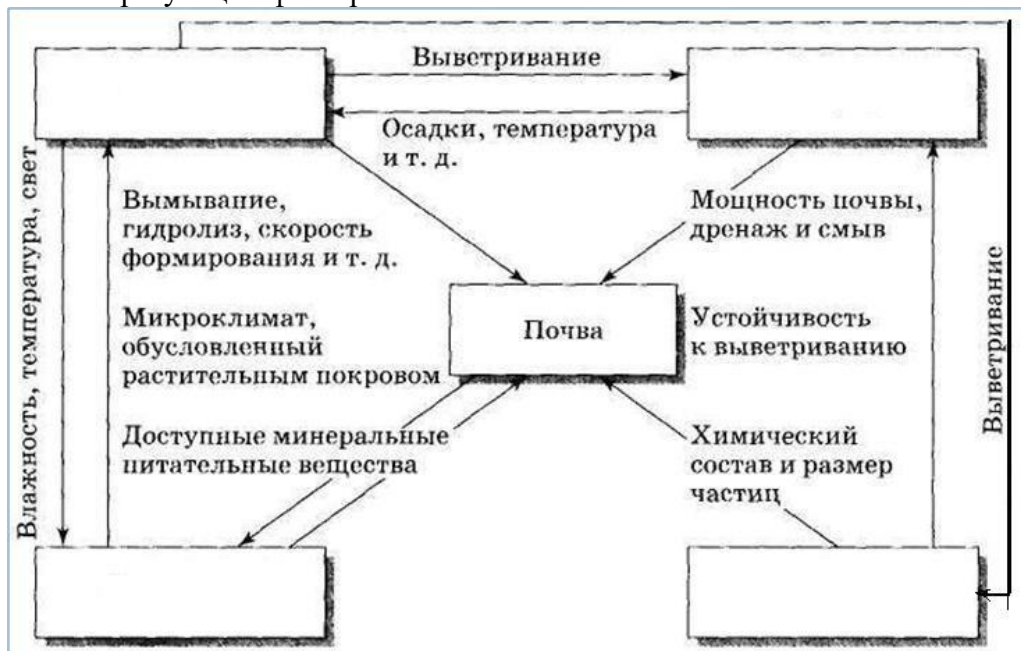 Выветривание
Осадки, температура
и т. д.
Влажность, температура, свет
Вымывание,
гидролиз, скорость
формирования и т. д.
Мощность почвы,
дренаж и смыв
Выветривание
Микроклимат,
обусловленный
растительным покровом
Почва
Устойчивость
к выветриванию
Доступные минеральные
питательные вещества
Химический
состав и размер
частиц